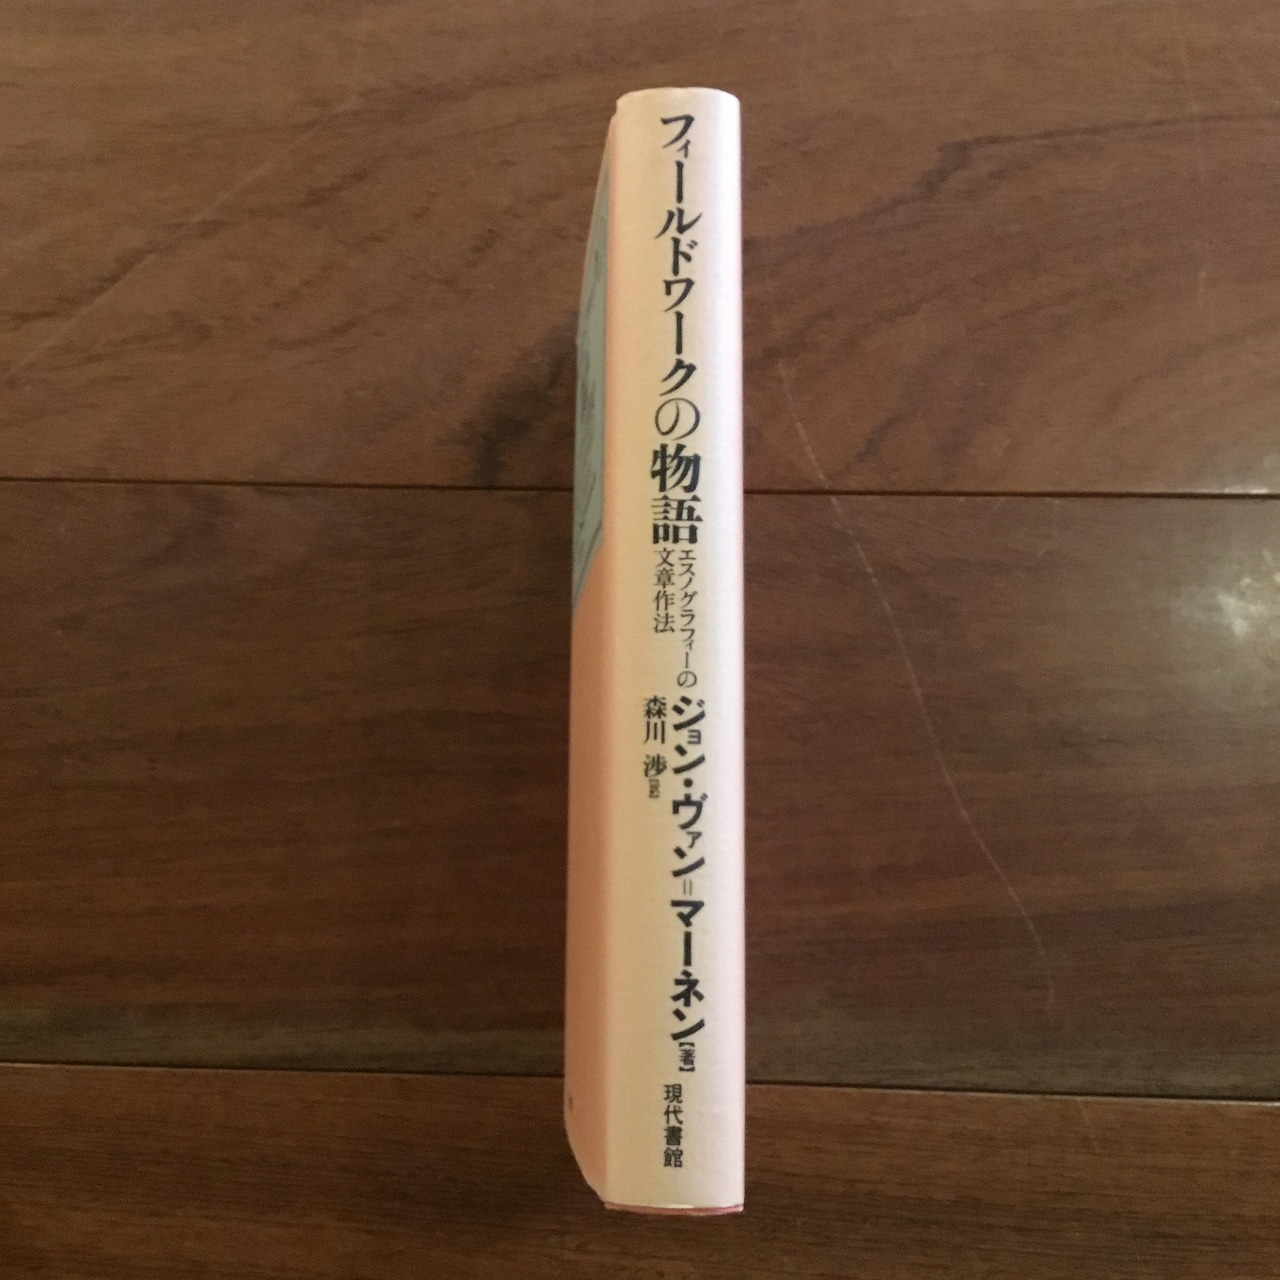 フィールドワークの物語
エスノグラフィーの
文章作法
ジョン・ヴァン=マーネン[著]
森川 渉[訳]
現代書館